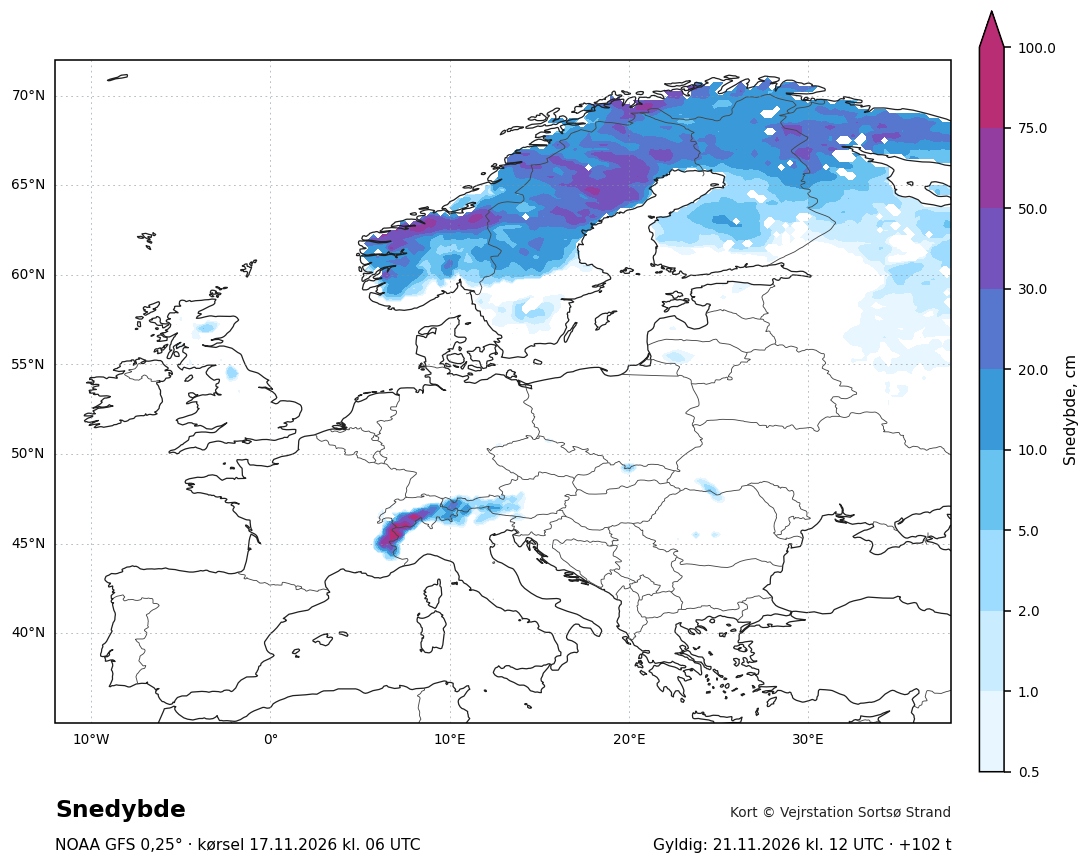 70°N
65°N
60°N
55°N
50°N
45°N
40°N
10°W 0° 10°E 20°E 30°E
100.0
75.0
50.0
30.0
20.0
10.0
5.0
2.0
1.0
0.5
Snedybde, cm
Snedybde
Kort © Vejrstation Sortsø Strand
NOAA GFS 0,25° · kørsel 17.11.2026 kl. 06 UTC
Gyldig: 21.11.2026 kl. 12 UTC · +102 t